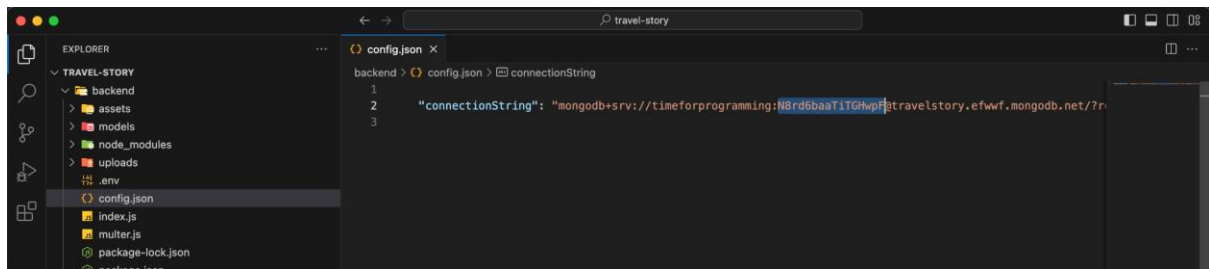 travel-story
EXPLORER
TRAVEL-STORY
backend
assets
models
node_modules
uploads
.env
config.json
index.js
multer.js
package-lock.json
config.json
backend > config.json > connectionString
1
2 "connectionString": "mongodb+srv://timeforprogramming:N8rd6baaTiTGHwpF@travelstory.efwwf.mongodb.net/?r
3